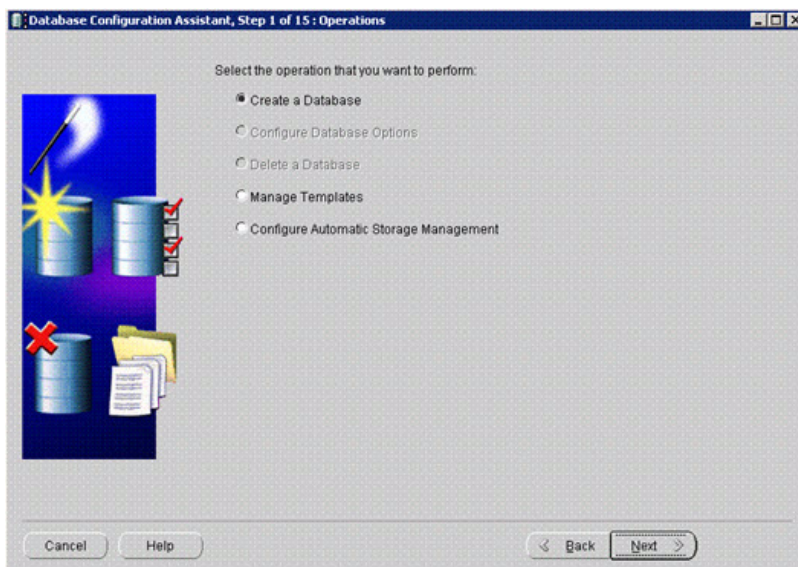 Database Configuration Assistant, Step 1 of 15 : Operations
Select the operation that you want to perform:
Create a Database
Configure Database Options
Delete a Database
Manage Templates
Configure Automatic Storage Management
Cancel
Help
Back
Next